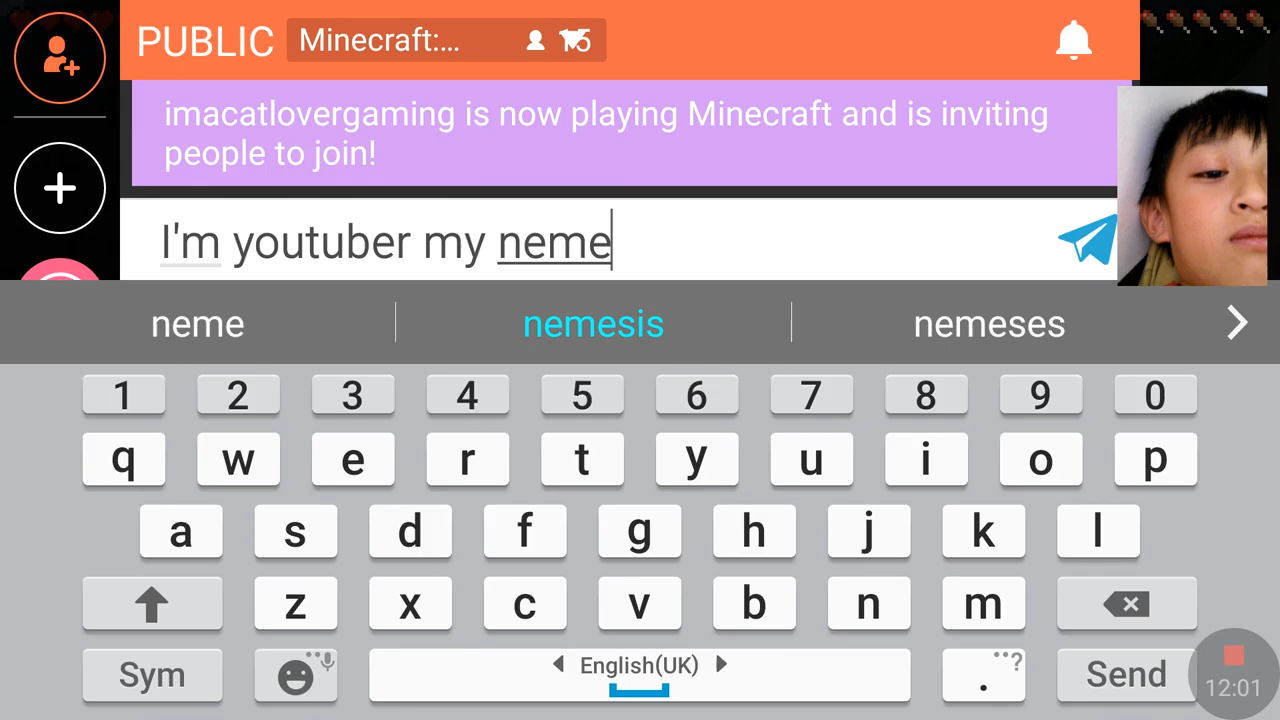 PUBLIC Minecraft:...
imacatlovergaming is now playing Minecraft and is inviting
people to join!
I'm youtuber my neme
neme nemesis nemeses
1 2 3 4 5 6 7 8 9 0
q w e r t y u i o p
a s d f g h j k l
z x c v b n m
Sym English(UK) . ? Send
12:01